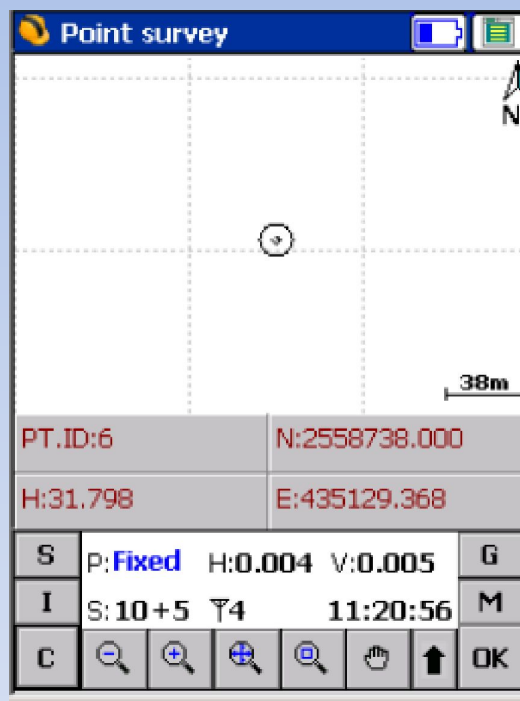 Point survey
N
38m
PT.ID:6 N:2558738.000
H:31.798 E:435129.368
S P:Fixed H:0.004 V:0.005 G
I S:10+5 4 11:20:56 M
C OK